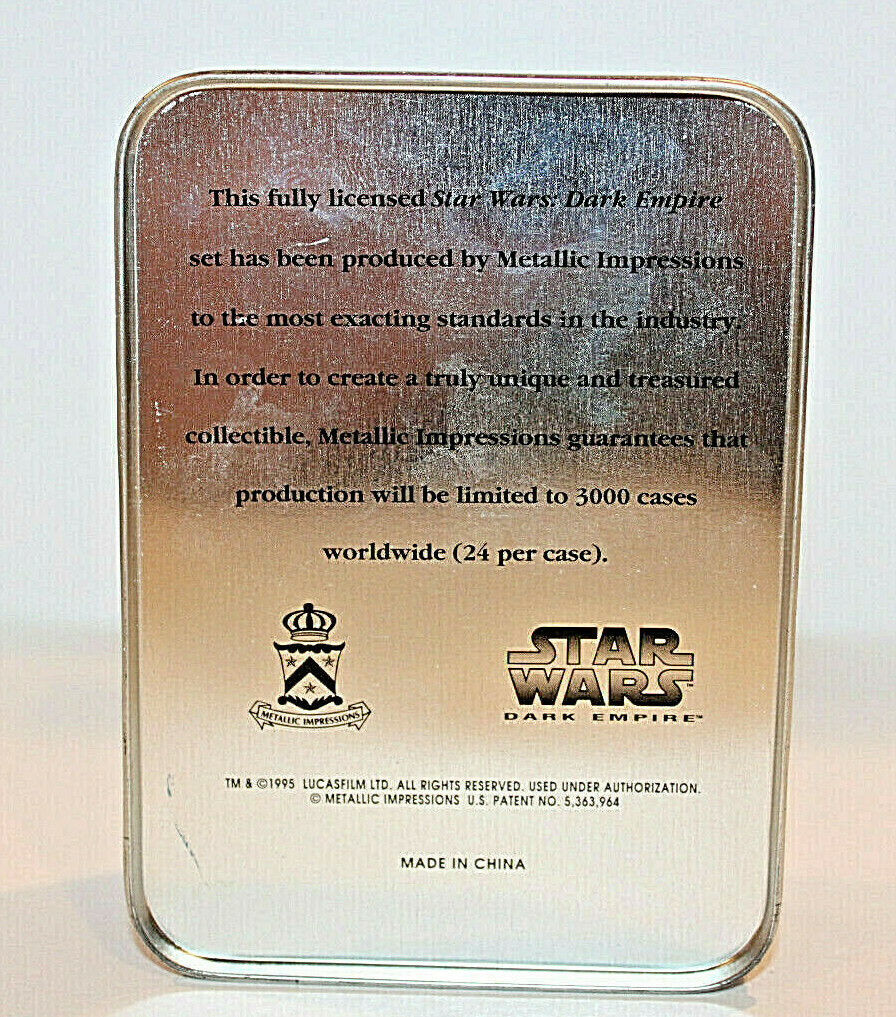 This fully licensed Star Wars: Dark Empire
set has been produced by Metallic Impressions
to the most exacting standards in the industry.
In order to create a truly unique and treasured
collectible, Metallic Impressions guarantees that
production will be limited to 3000 cases
worldwide (24 per case).
METALLIC IMPRESSIONS
STAR
WARS™
DARK EMPIRE™
TM & ©1995 LUCASFILM LTD. ALL RIGHTS RESERVED. USED UNDER AUTHORIZATION.
© METALLIC IMPRESSIONS U.S. PATENT NO. 5,363,964
MADE IN CHINA